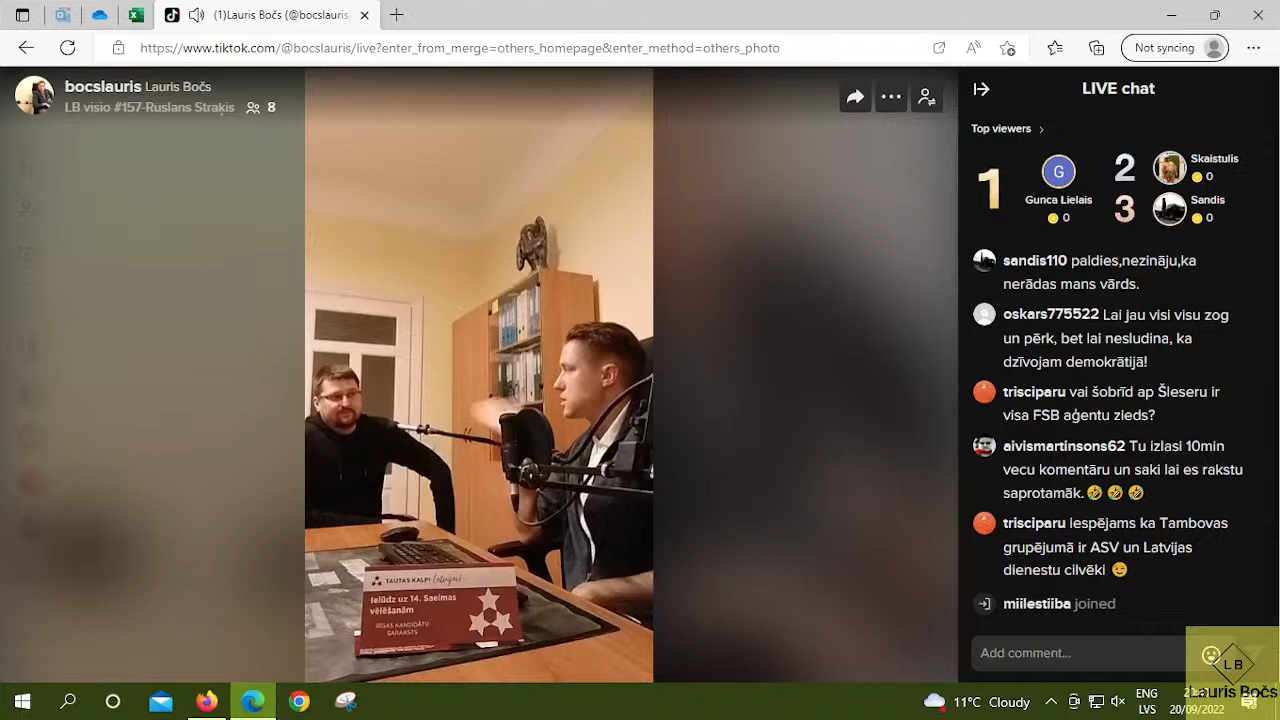 (1)Lauris Bočs (@bocslauris
https://www.tiktok.com/@bocslauris/live?enter_from_merge=others_homepage&enter_method=others_photo
Not syncing
bocslauris Lauris Bočs
LB visio #157-Ruslans Straķis 8
LIVE chat
Top viewers
1
G
Gunca Lielais
0
2
Skaistulis
0
3
Sandis
0
sandis110 paldies,nezināju,ka
nerādas mans vārds.
oskars775522 Lai jau visi visu zog
un pērk, bet lai nesludina, ka
dzīvojam demokrātijā!
trisciparu vai šobrīd ap Šleseru ir
visa FSB aģentu zieds?
aivismartinsons62 Tu izlasi 10min
vecu komentāru un saki lai es rakstu
saprotamāk. 🤣 🤣 🤣
trisciparu Iespējams ka Tambovas
grupējumā ir ASV un Latvijas
dienestu cilvēki 😉
miilestiiba joined
Add comment...
TAUTAS KALPI Latvijai
Ielūdz uz 14. Saeimas
vēlēšanām
RĪGAS KANDIDĀTU
SARAKSTS
LB
Lauris Bočs
11°C Cloudy
ENG
LVS
20/09/2022